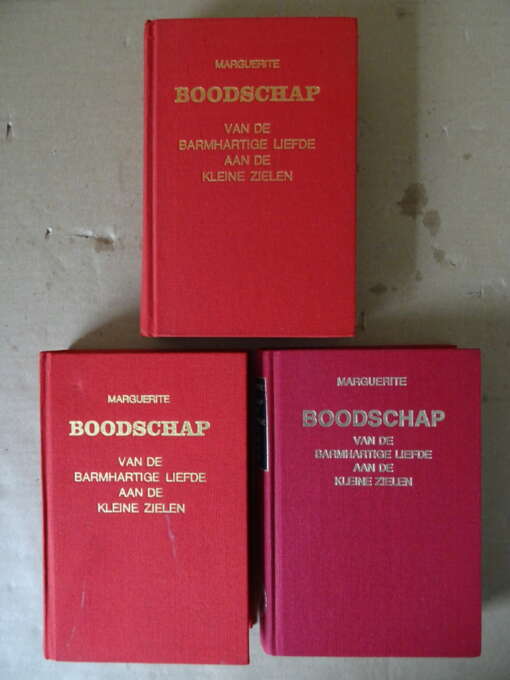 MARGUERITE
BOODSCHAP
VAN DE
BARMHARTIGE LIEFDE
AAN DE
KLEINE ZIELEN
MARGUERITE
BOODSCHAP
VAN DE
BARMHARTIGE LIEFDE
AAN DE
KLEINE ZIELEN
MARGUERITE
BOODSCHAP
VAN DE
BARMHARTIGE LIEFDE
AAN DE
KLEINE ZIELEN